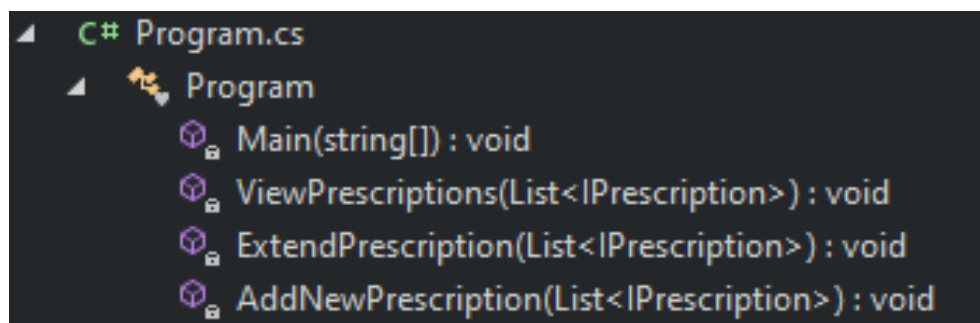 C# Program.cs
Program
Main(string[]) : void
ViewPrescriptions(List<IPrescription>) : void
ExtendPrescription(List<IPrescription>) : void
AddNewPrescription(List<IPrescription>) : void